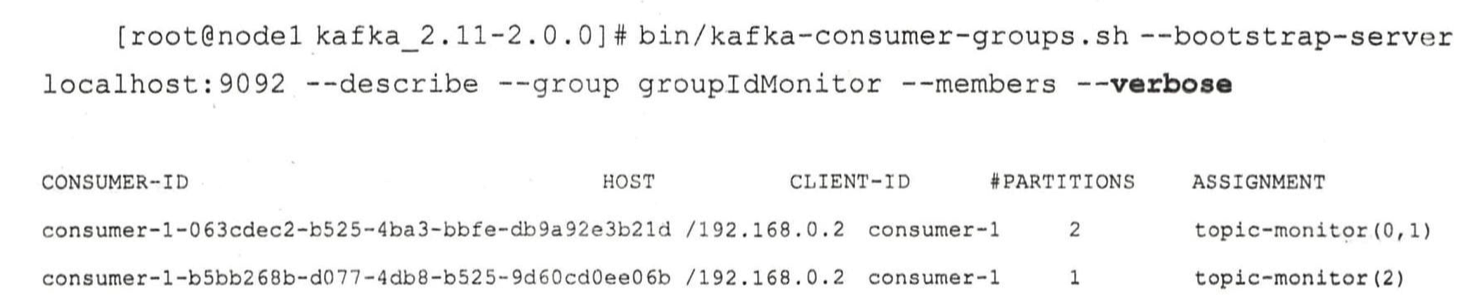 [root@node1 kafka_2.11-2.0.0]# bin/kafka-consumer-groups.sh --bootstrap-server
localhost:9092 --describe --group groupIdMonitor --members --verbose
CONSUMER-ID HOST CLIENT-ID #PARTITIONS ASSIGNMENT
consumer-1-063cdec2-b525-4ba3-bbfe-db9a92e3b21d /192.168.0.2 consumer-1 2 topic-monitor(0,1)
consumer-1-b5bb268b-d077-4db8-b525-9d60cd0ee06b /192.168.0.2 consumer-1 1 topic-monitor(2)